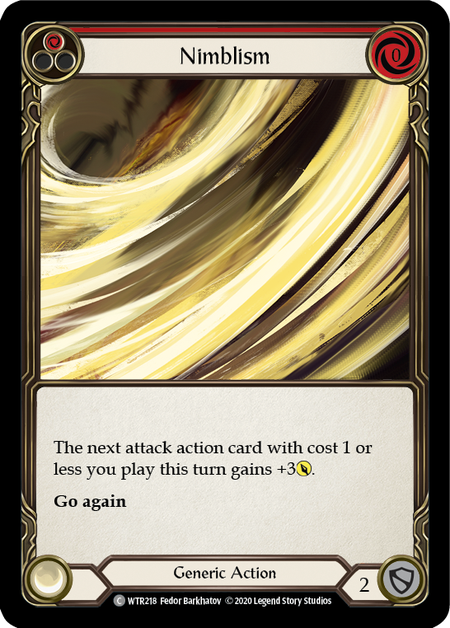 Nimblism
0
The next attack action card with cost 1 or
less you play this turn gains +3.
Go again
Generic Action
2
C WTR218 Fedor Barkhatov © 2020 Legend Story Studios